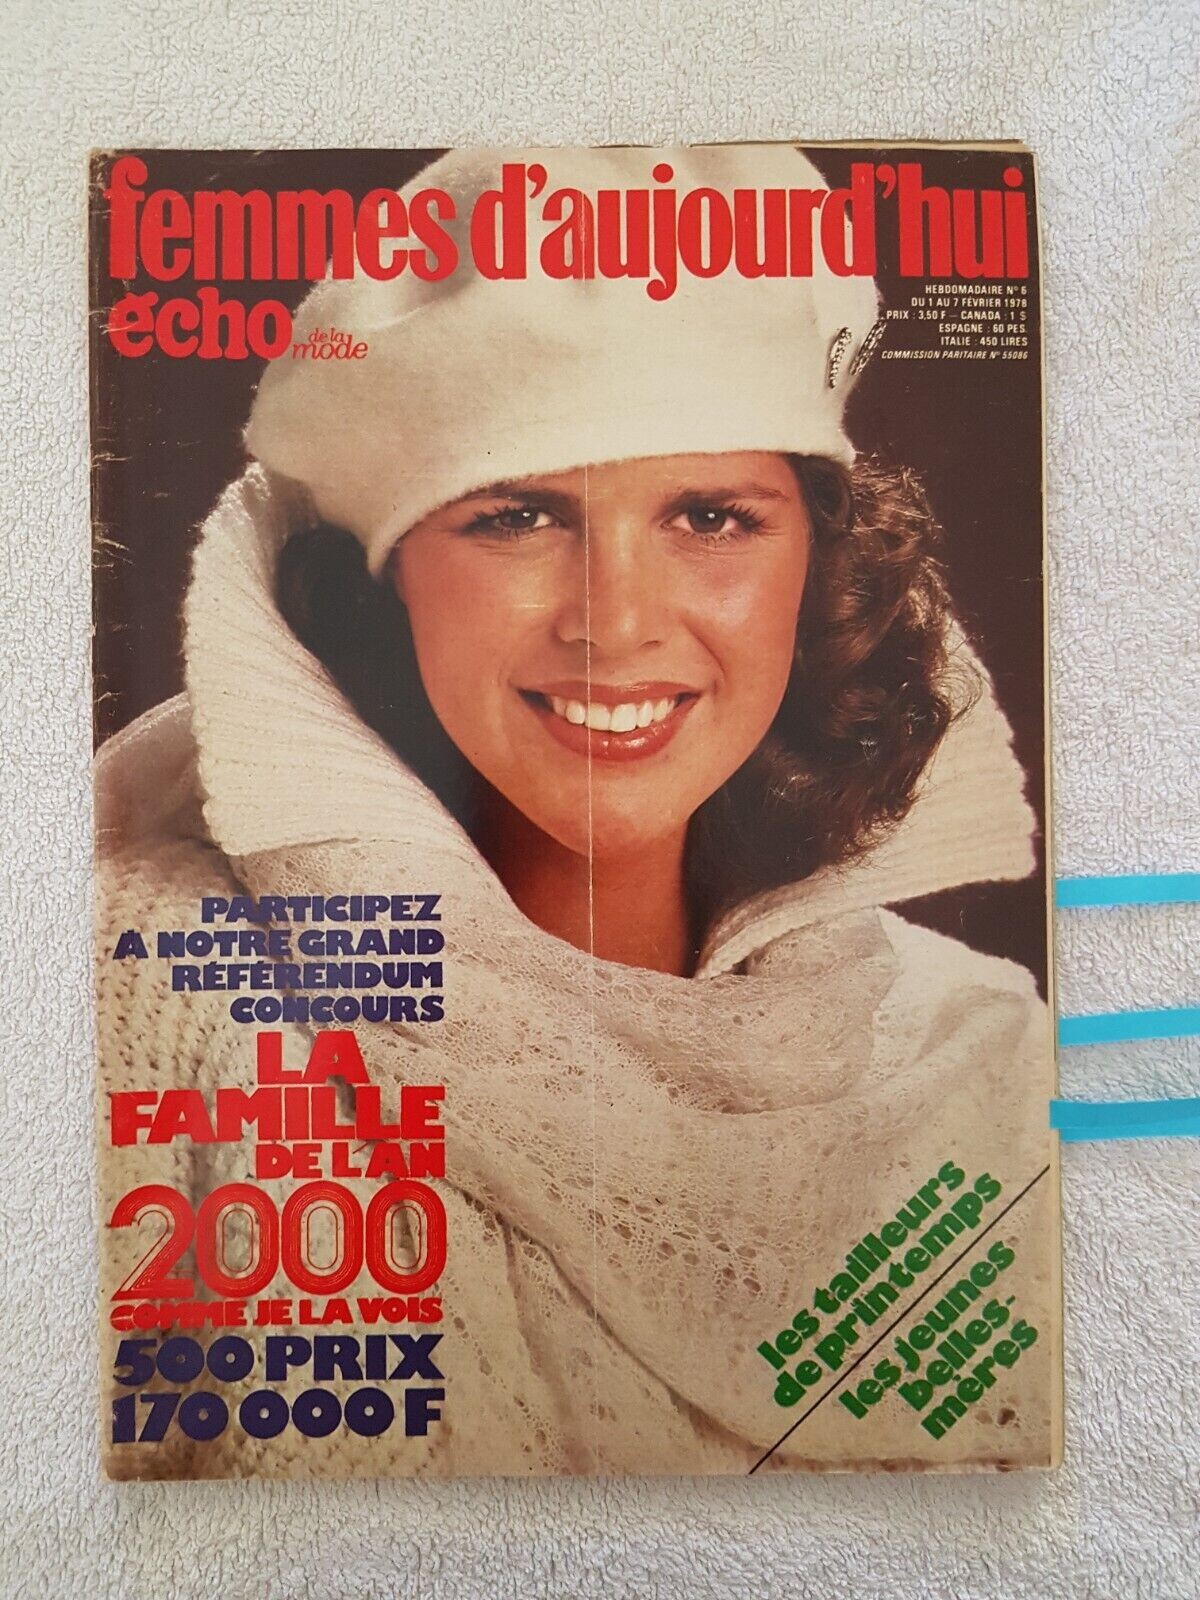 femmes d'aujourd'hui
écho de la mode
HEBDOMADAIRE N° 6
DU 1 AU 7 FÉVRIER 1978
PRIX : 3,50 F – CANADA : 1 $
ESPAGNE : 60 PES.
ITALIE : 450 LIRES
COMMISSION PARITAIRE N° 55086
PARTICIPEZ
À NOTRE GRAND
RÉFÉRENDUM
CONCOURS
LA
FAMILLE
DE L'AN
2000
COMME JE LA VOIS
500 PRIX
170 000 F
les tailleurs
de printemps
les jeunes
belles-
mères